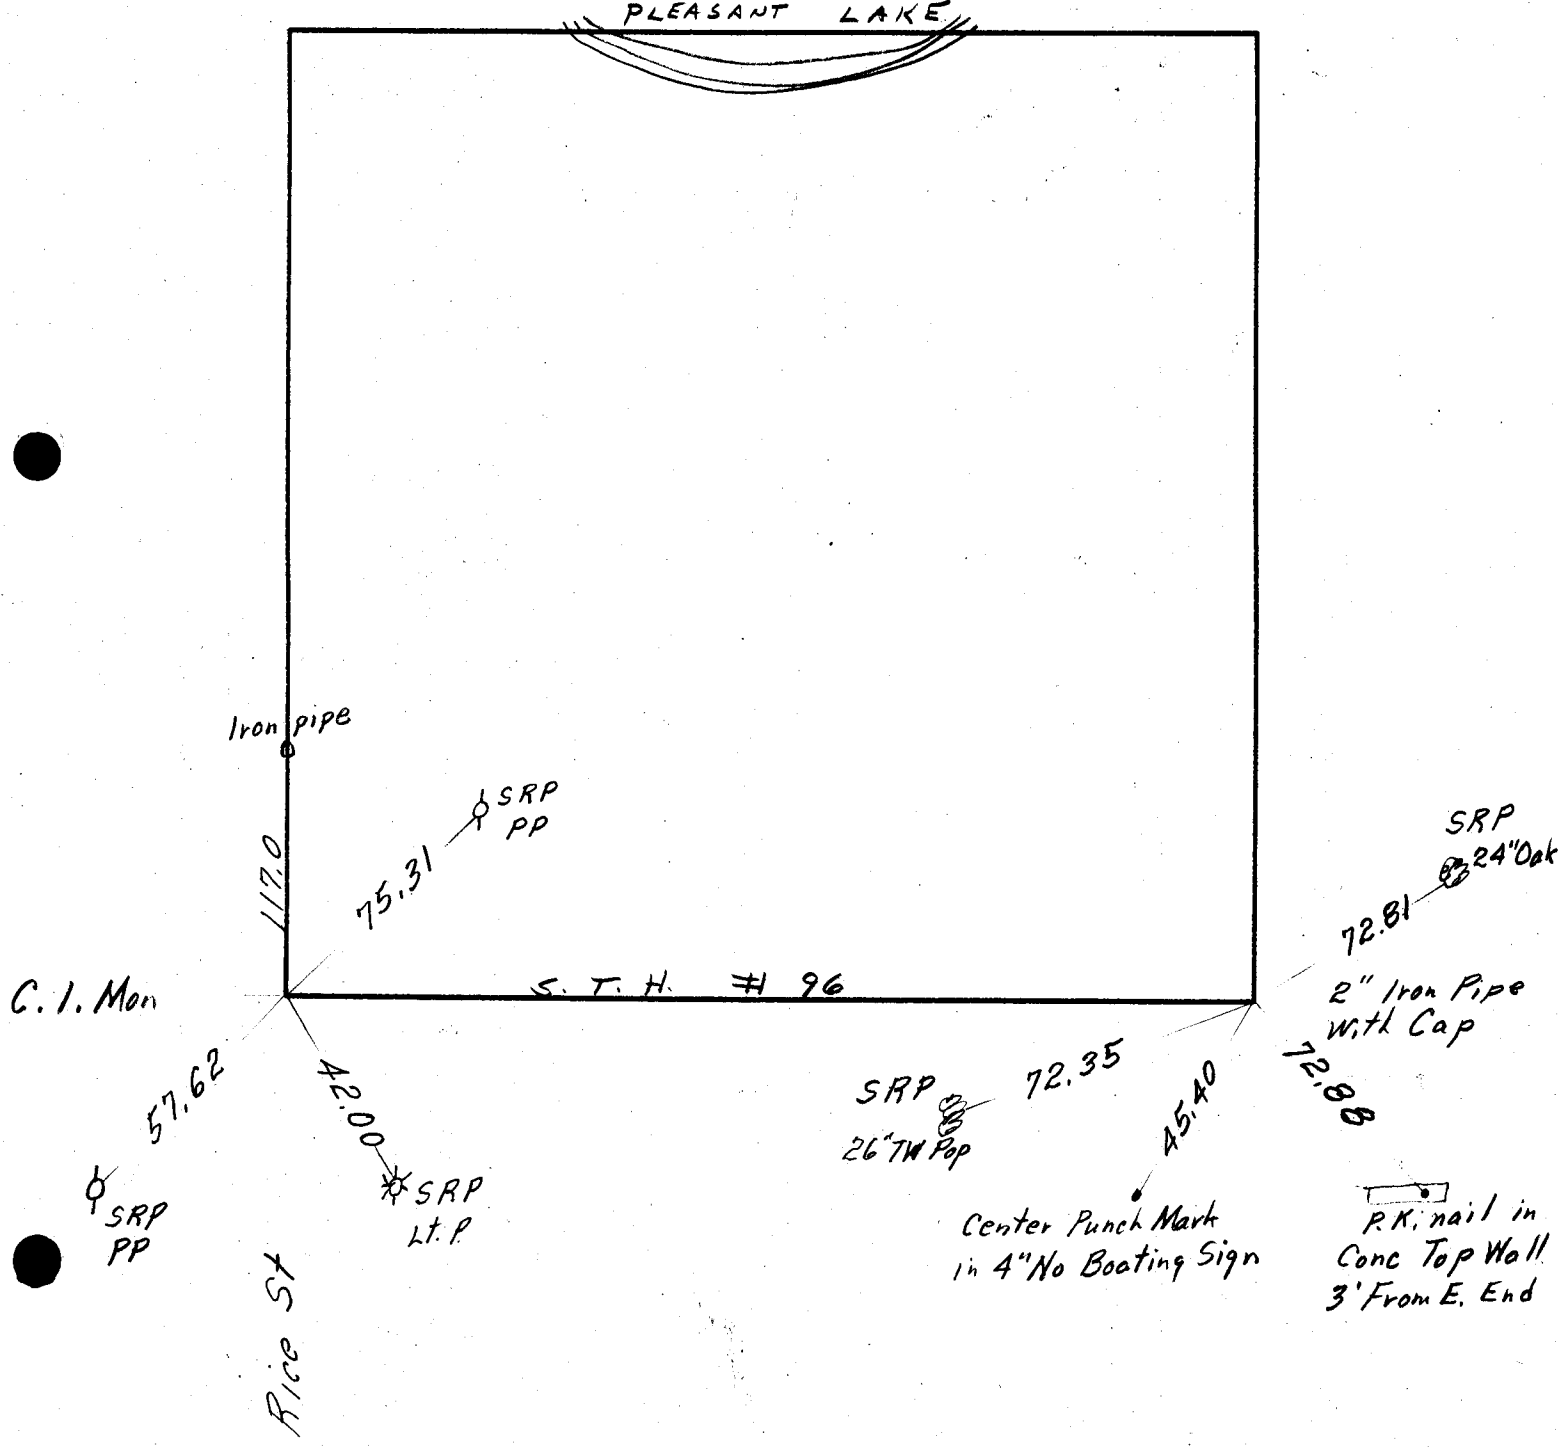 PLEASANT LAKE
Iron pipe
117.0
SRP
PP
75.31
SRP
24" Oak
72.81
C.I. Mon
S. T. H. # 96
2" Iron Pipe
with Cap
57.62
42.00
SRP
PP
SRP
Lt. P.
SRP
26" TW Pop
72.35
45.40
72.88
Center Punch Mark
in 4" No Boating Sign
P.K. nail in
Conc Top Wall
3' From E. End
Rice St